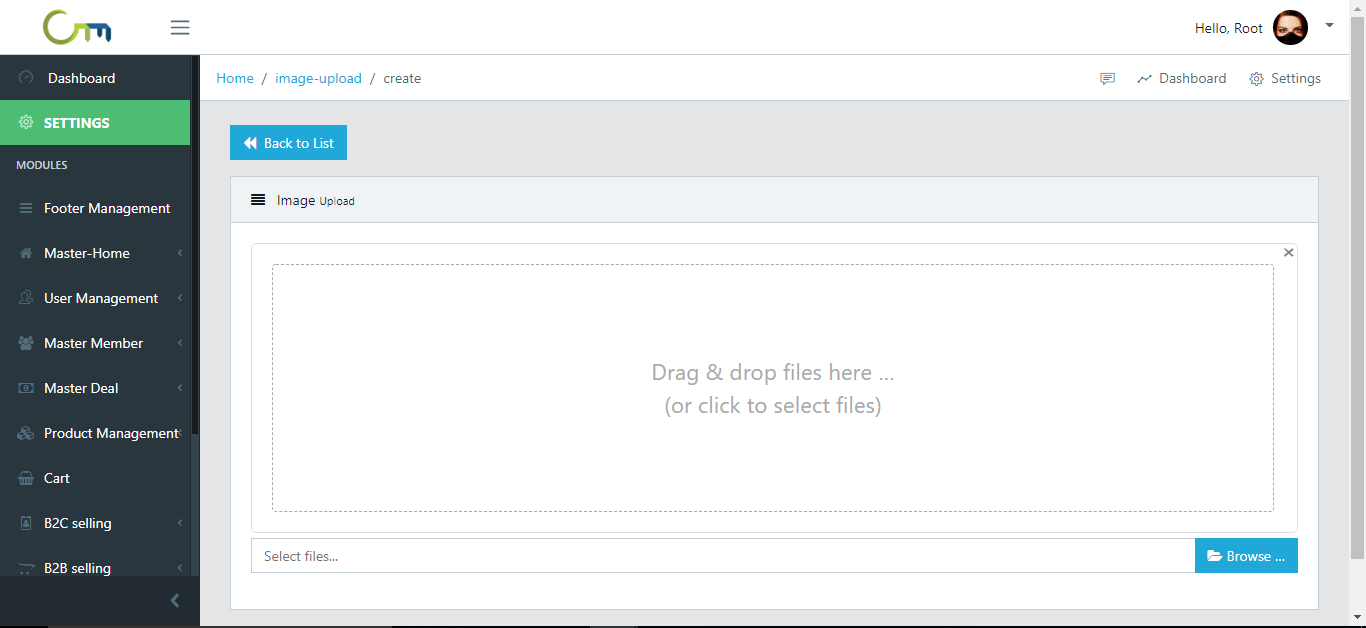 Hello, Root
Dashboard
SETTINGS
MODULES
Footer Management
Master-Home
User Management
Master Member
Master Deal
Product Management
Cart
B2C selling
B2B selling
Home / image-upload / create
Dashboard
Settings
Back to List
Image Upload
Drag & drop files here ...
(or click to select files)
Select files...
Browse ...